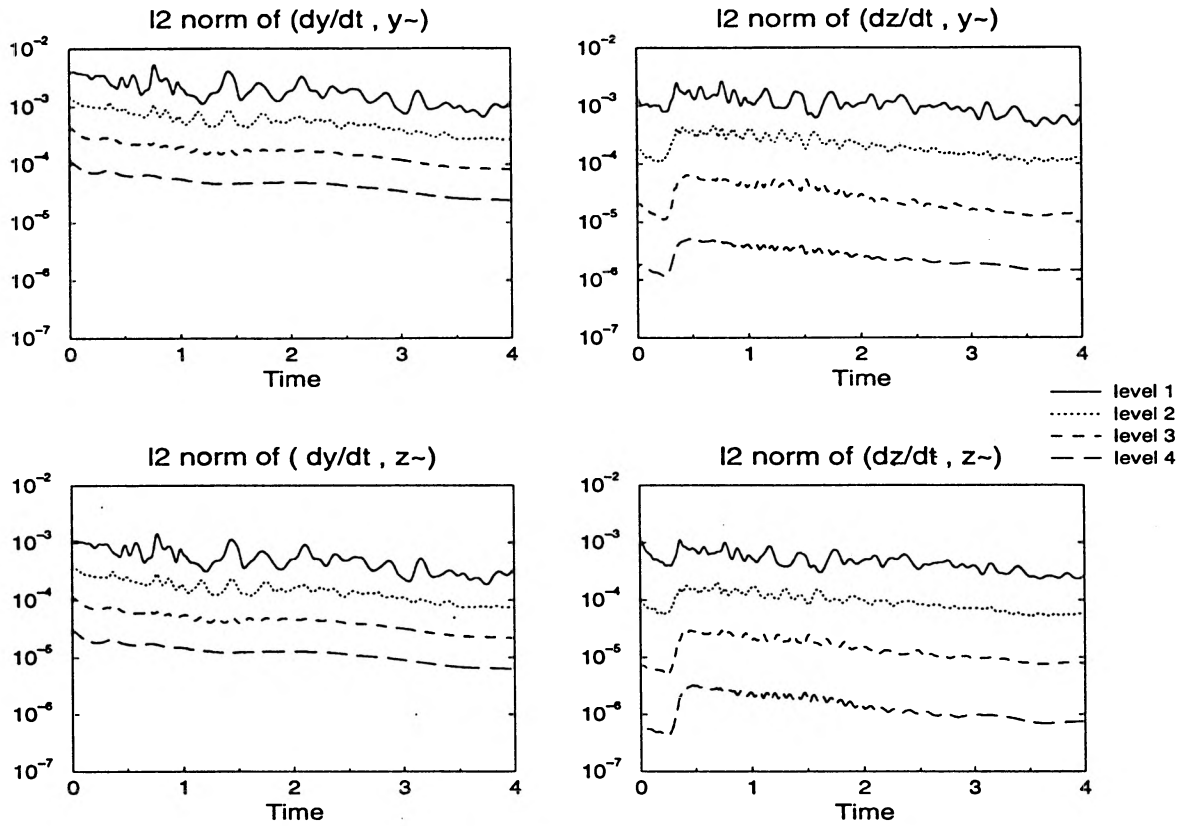 l2 norm of (dy/dt , y~)
10⁻²
10⁻³
10⁻⁴
10⁻⁵
10⁻⁶
10⁻⁷
0 1 2 3 4
Time
l2 norm of (dz/dt , y~)
10⁻²
10⁻³
10⁻⁴
10⁻⁵
10⁻⁶
10⁻⁷
0 1 2 3 4
Time
level 1
level 2
level 3
level 4
l2 norm of ( dy/dt , z~)
10⁻²
10⁻³
10⁻⁴
10⁻⁵
10⁻⁶
10⁻⁷
0 1 2 3 4
Time
l2 norm of (dz/dt , z~)
10⁻²
10⁻³
10⁻⁴
10⁻⁵
10⁻⁶
10⁻⁷
0 1 2 3 4
Time